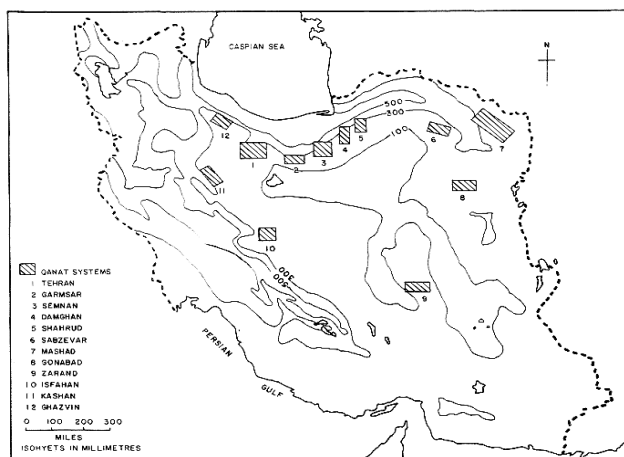 CASPIAN SEA
N
500
300
100
12
1
2
3
4
5
6
7
11
8
10
300
500
9
PERSIAN
GULF
QANAT SYSTEMS
1 TEHRAN
2 GARMSAR
3 SEMNAN
4 DAMGHAN
5 SHAHRUD
6 SABZEVAR
7 MASHAD
8 GONABAD
9 ZARAND
10 ISFAHAN
11 KASHAN
12 GHAZVIN
0 100 200 300
MILES
ISOHYETS IN MILLIMETRES